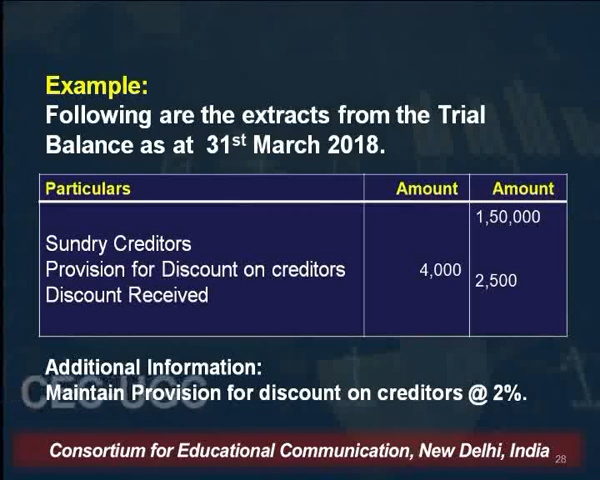 Example:
Following are the extracts from the Trial
Balance as at 31st March 2018.
Particulars Amount Amount
1,50,000
Sundry Creditors
Provision for Discount on creditors 4,000
2,500
Discount Received
Additional Information:
Maintain Provision for discount on creditors @ 2%.
CEC-UGC
Consortium for Educational Communication, New Delhi, India
28